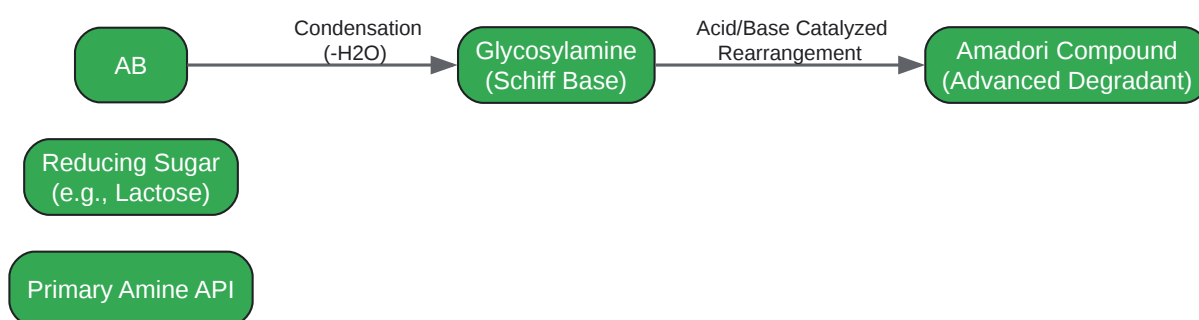 AB
Condensation
(-H2O)
Glycosylamine
(Schiff Base)
Acid/Base Catalyzed
Rearrangement
Amadori Compound
(Advanced Degradant)
Reducing Sugar
(e.g., Lactose)
Primary Amine API